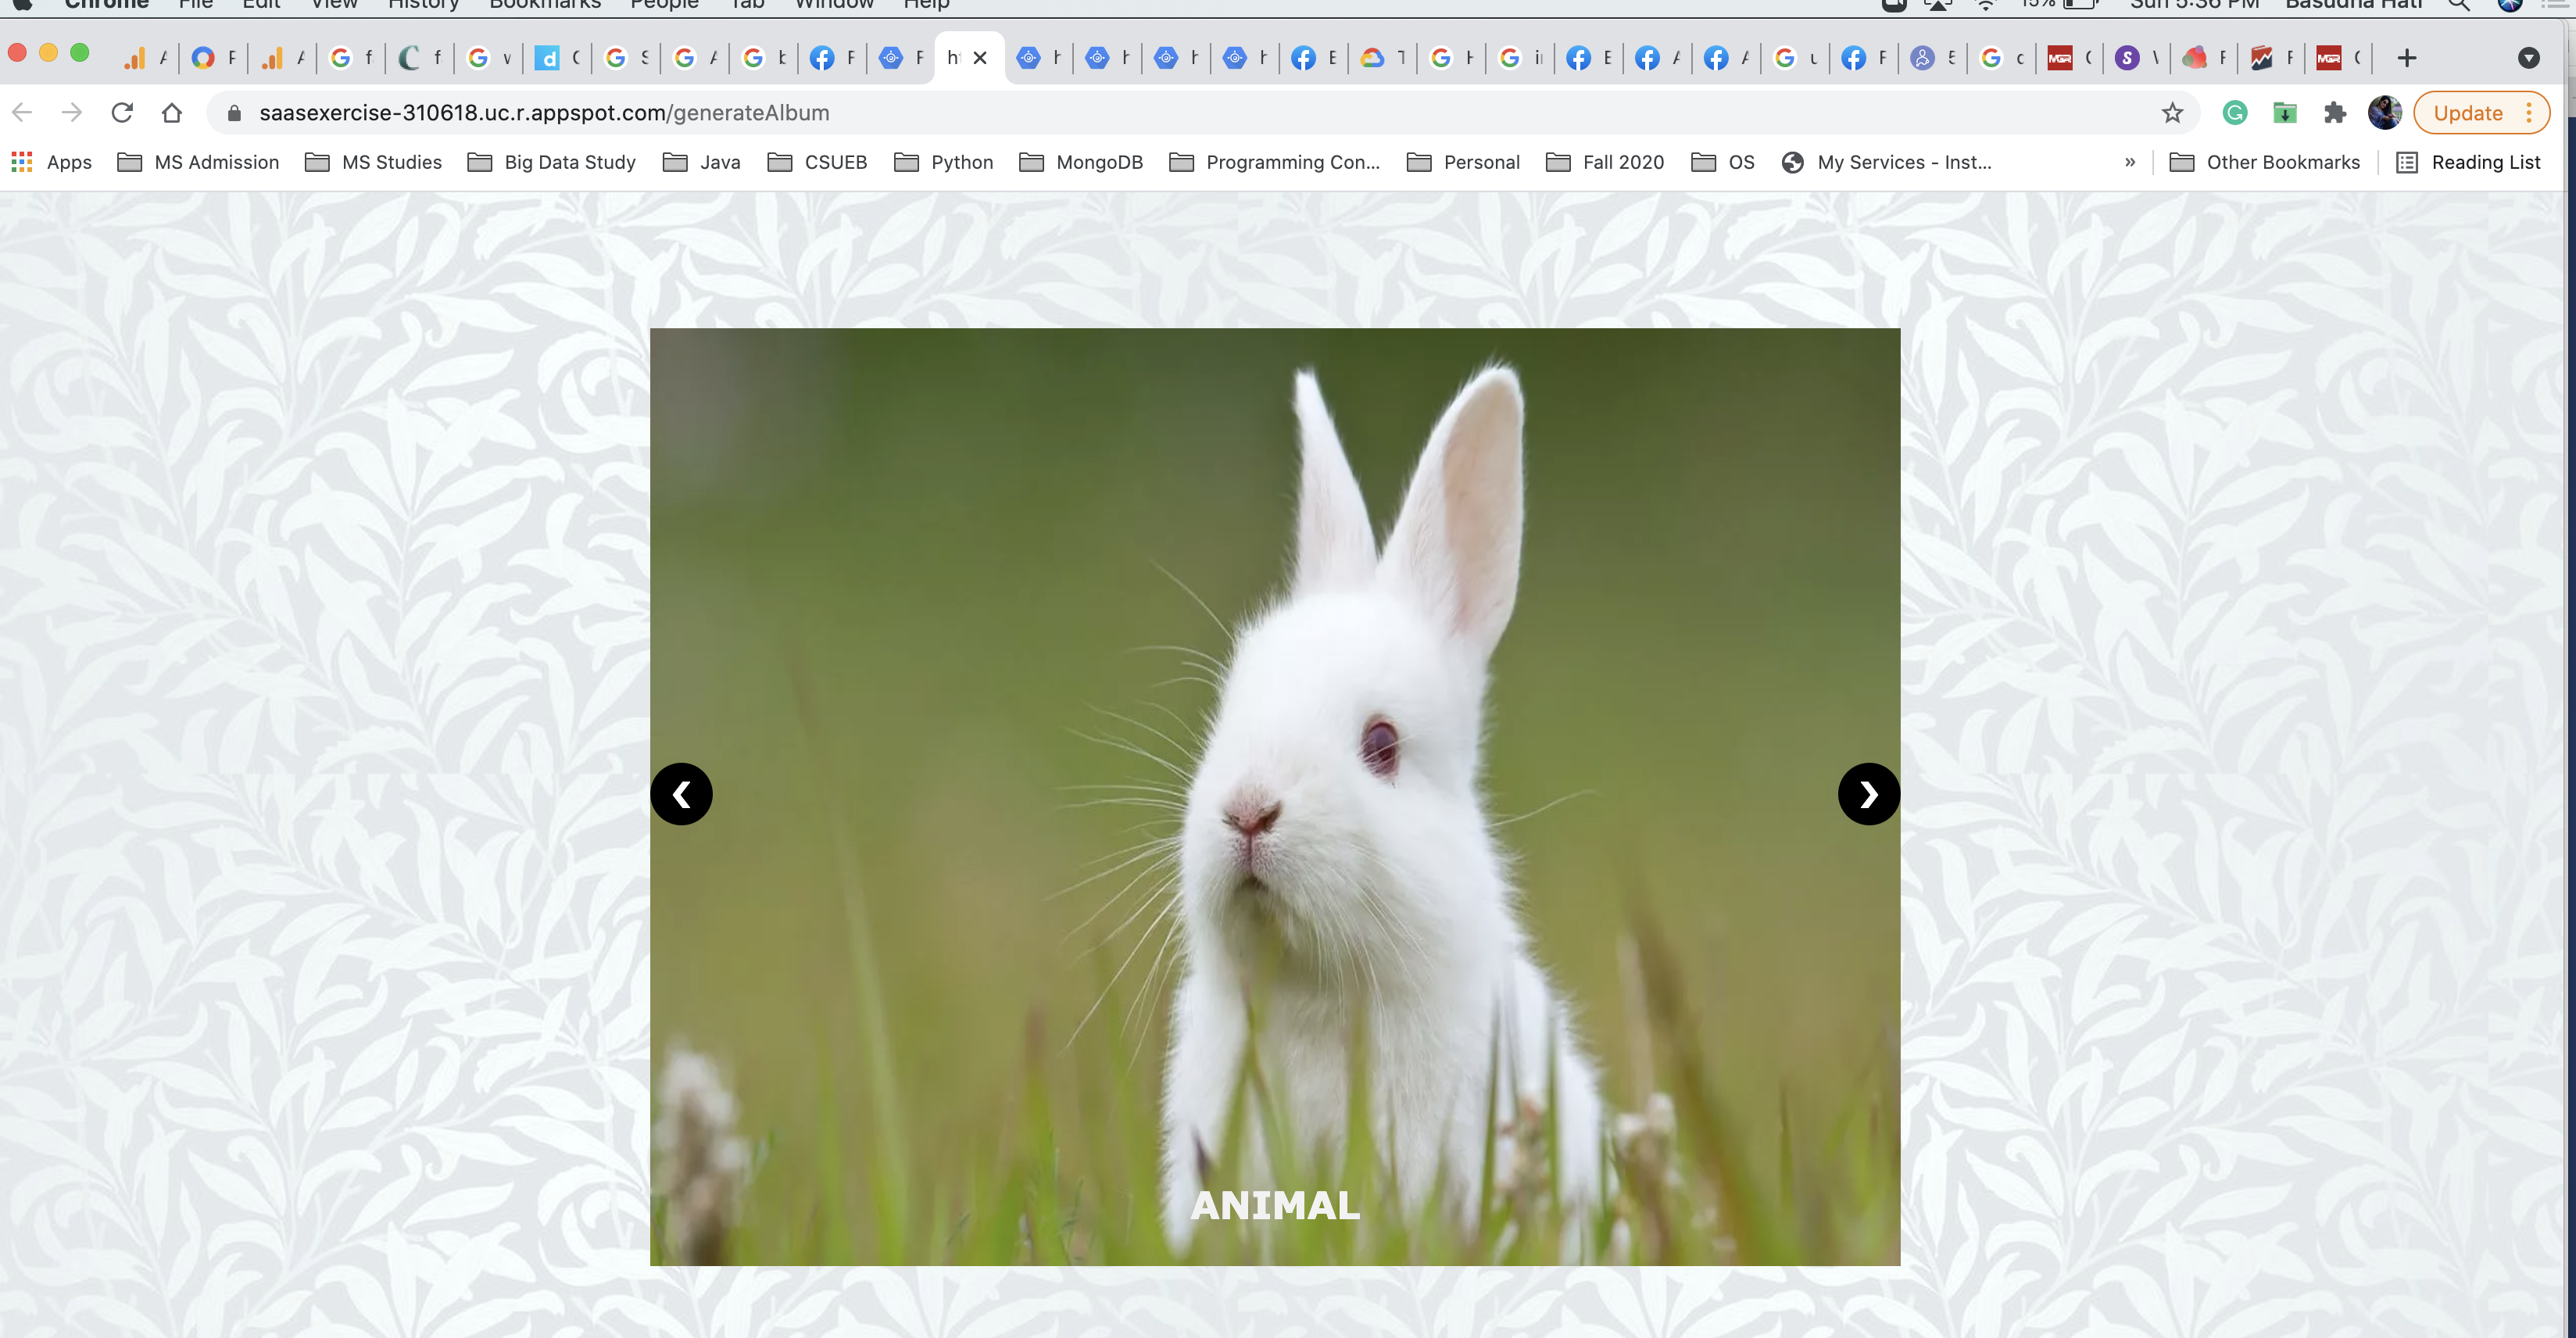 Chrome File Edit View History Bookmarks People Tab Window Help 15% Sun 5:36 PM Basudha Hati
saasexercise-310618.uc.r.appspot.com/generateAlbum Update
Apps MS Admission MS Studies Big Data Study Java CSUEB Python MongoDB Programming Con... Personal Fall 2020 OS My Services - Inst... » Other Bookmarks Reading List
❮ ❯
ANIMAL